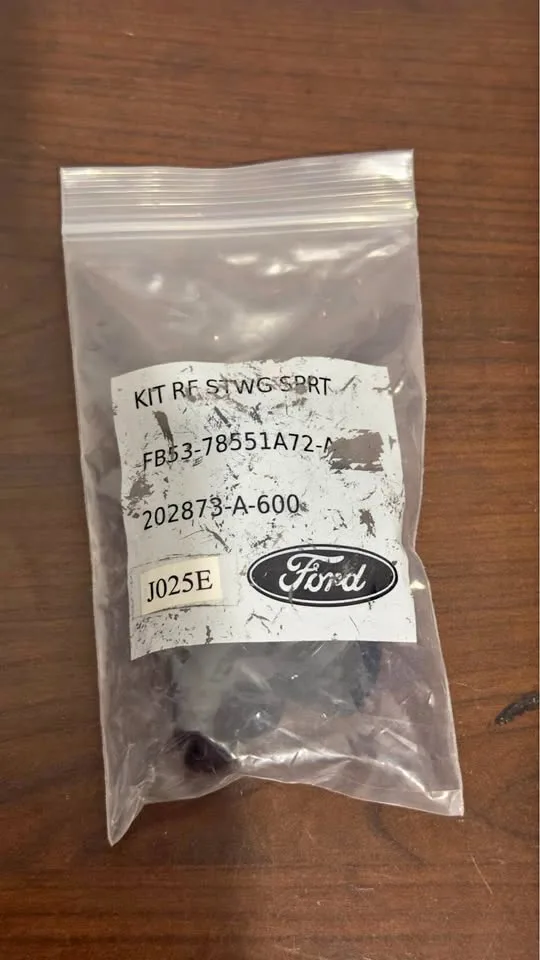 KIT RF STWG SPRT
FB53-78551A72-A
202873-A-600
J025E
Ford